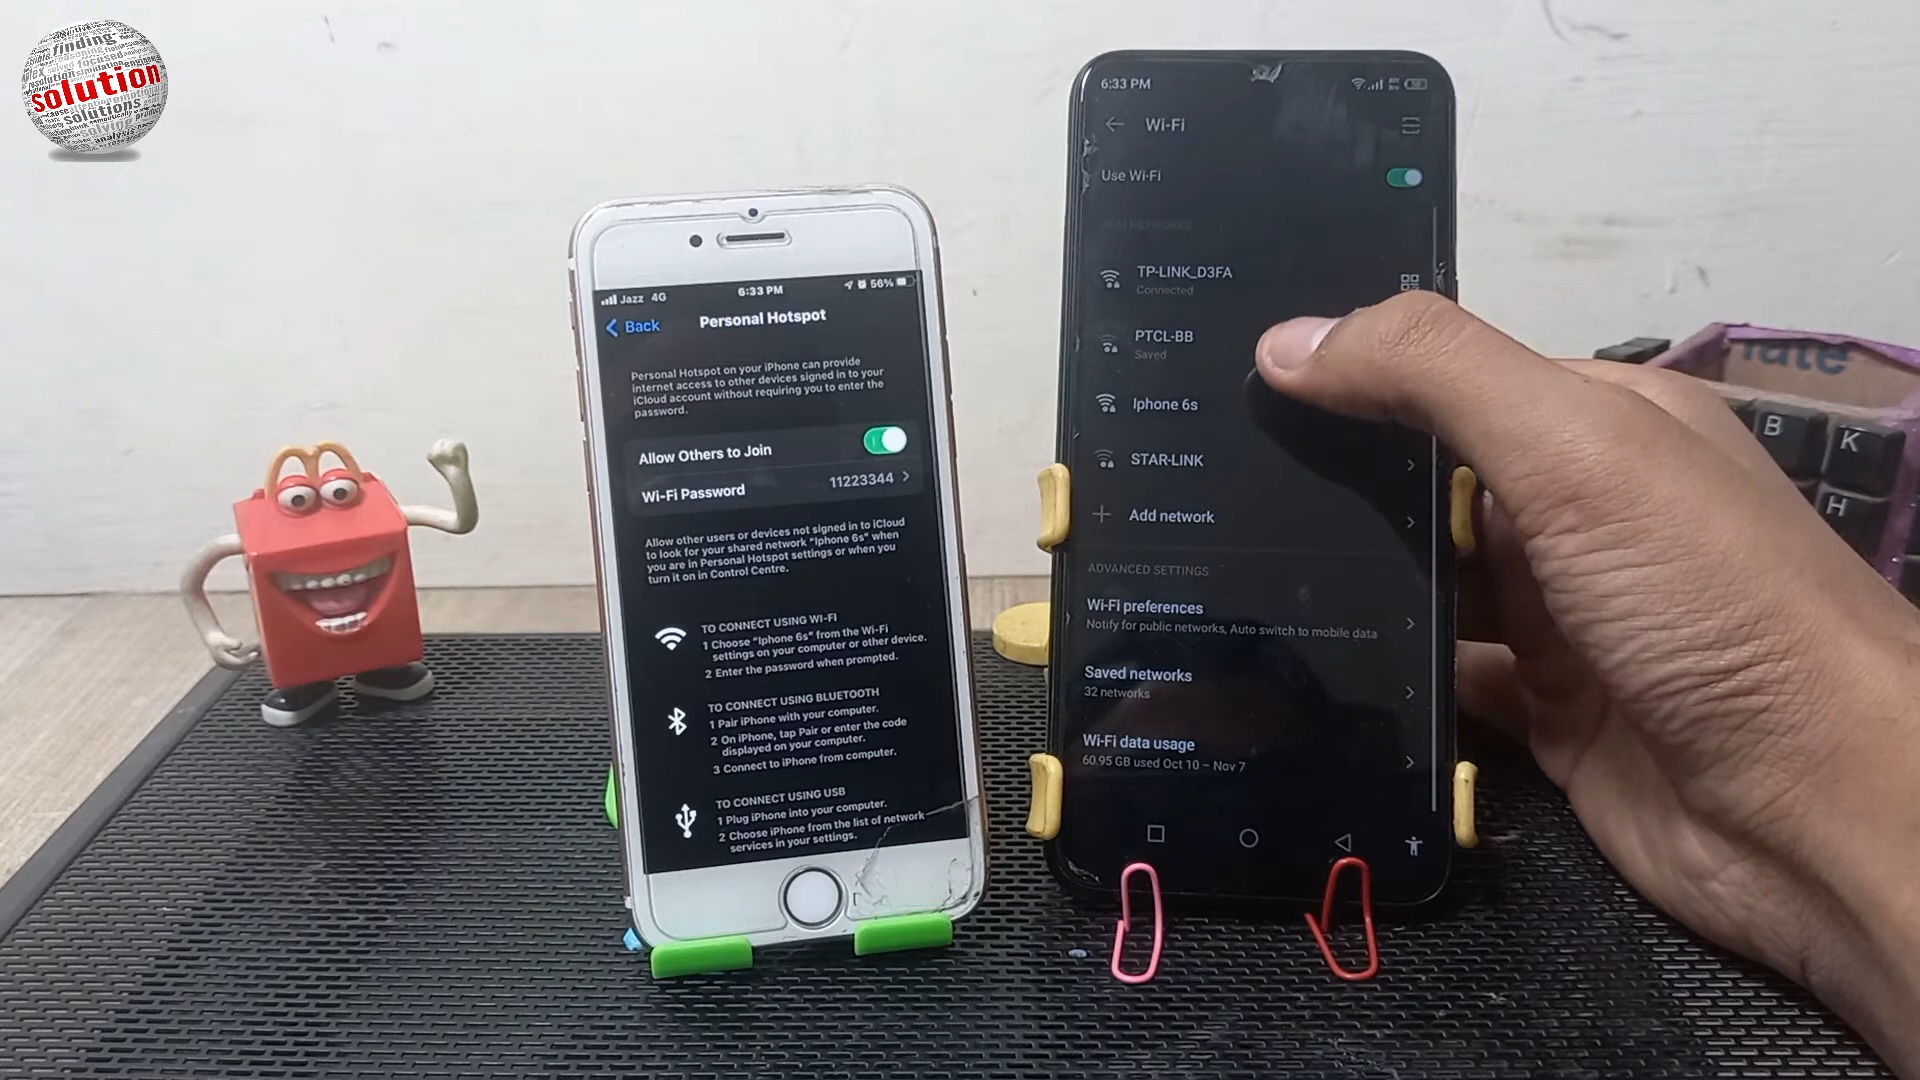 finding
focused
resolution simulation
solution
solutions
solving
analysis
Jazz 4G
6:33 PM
56%
Back
Personal Hotspot
Personal Hotspot on your iPhone can provide
internet access to other devices signed in to your
iCloud account without requiring you to enter the
password.
Allow Others to Join
Wi-Fi Password
11223344
Allow other users or devices not signed in to iCloud
to look for your shared network "Iphone 6s" when
you are in Personal Hotspot settings or when you
turn it on in Control Centre.
TO CONNECT USING WI-FI
1 Choose "Iphone 6s" from the Wi-Fi
settings on your computer or other device.
2 Enter the password when prompted.
TO CONNECT USING BLUETOOTH
1 Pair iPhone with your computer.
2 On iPhone, tap Pair or enter the code
displayed on your computer.
3 Connect to iPhone from computer.
TO CONNECT USING USB
1 Plug iPhone into your computer.
2 Choose iPhone from the list of network
services in your settings.
6:33 PM
Wi-Fi
Use Wi-Fi
TP-LINK_D3FA
Connected
PTCL-BB
Saved
Iphone 6s
STAR-LINK
Add network
ADVANCED SETTINGS
Wi-Fi preferences
Notify for public networks, Auto switch to mobile data
Saved networks
32 networks
Wi-Fi data usage
60.95 GB used Oct 10 – Nov 7
B
K
H